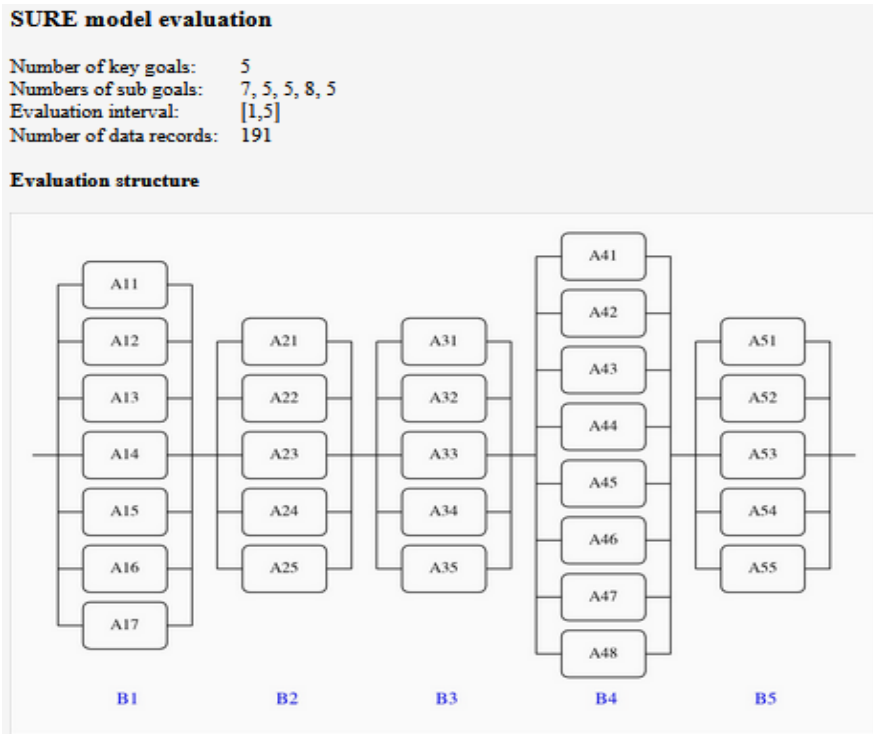 SURE model evaluation
Number of key goals: 5
Numbers of sub goals: 7, 5, 5, 8, 5
Evaluation interval: [1,5]
Number of data records: 191
Evaluation structure
A11
A12
A13
A14
A15
A16
A17
B1
A21
A22
A23
A24
A25
B2
A31
A32
A33
A34
A35
B3
A41
A42
A43
A44
A45
A46
A47
A48
B4
A51
A52
A53
A54
A55
B5